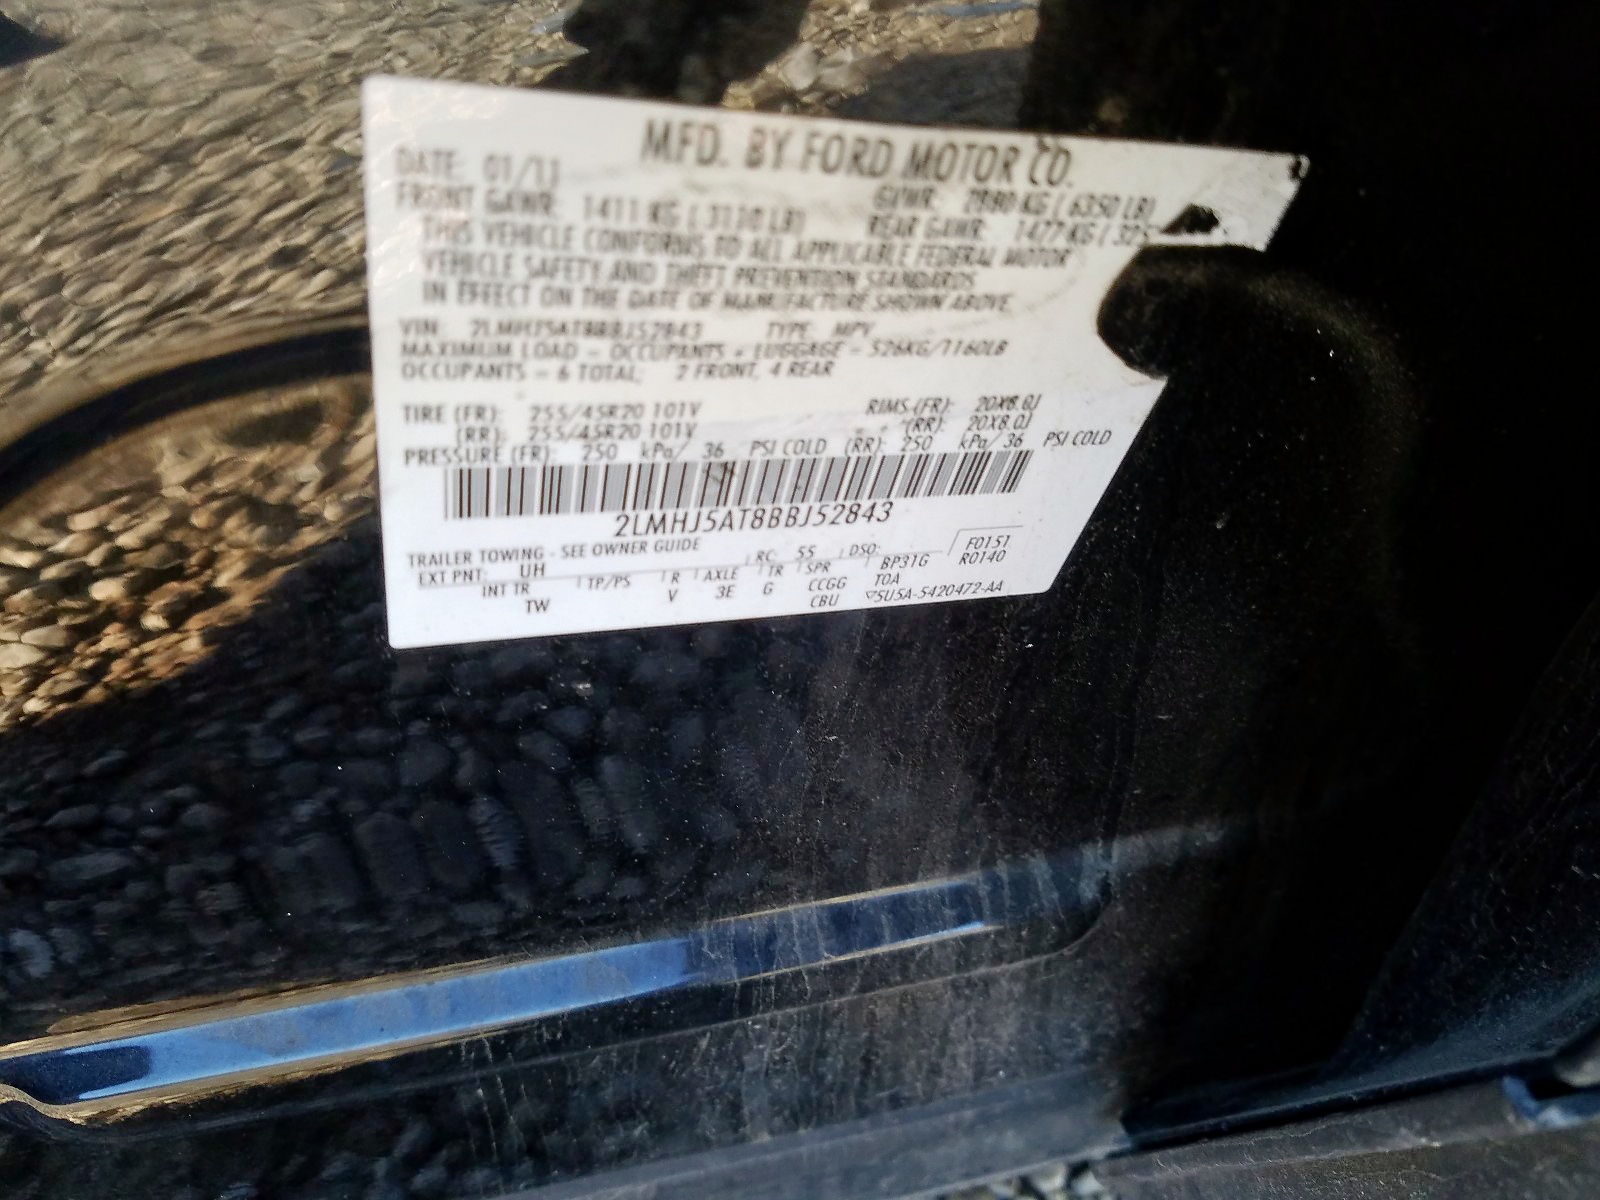 MFD. BY FORD MOTOR CO.
DATE: 01/11 GVWR: 2880 KG ( 6350 LB)
FRONT GAWR: 1411 KG ( 3110 LB) REAR GAWR: 1477 KG (
THIS VEHICLE CONFORMS TO ALL APPLICABLE FEDERAL MOTOR
VEHICLE SAFETY AND THEFT PREVENTION STANDARDS
IN EFFECT ON THE DATE OF MANUFACTURE SHOWN ABOVE.
VIN: 2LMHJ5AT8BBJ52843 TYPE: MPV
MAXIMUM LOAD - OCCUPANTS + LUGGAGE - 526KG/1160LB
OCCUPANTS - 6 TOTAL; 2 FRONT, 4 REAR
TIRE (FR): 255/45R20 101V RIMS (FR): 20X8.0J
(RR): 255/45R20 101V (RR): 20X8.0J
PRESSURE (FR): 250 kPa/ 36 PSI COLD (RR): 250 kPa/ 36 PSI COLD
2LMHJ5AT8BBJ52843
TRAILER TOWING - SEE OWNER GUIDE
EXT PNT: UH RC: 55 DSO: F0151
INT TR TP/PS R AXLE TR SPR BP31G R0140
TW V 3E G CCGG T0A
CBU ▽5U5A-5420472-AA